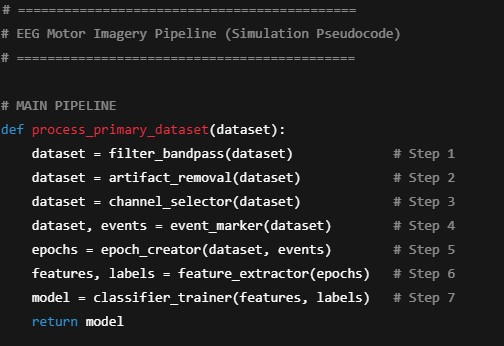 # ============================================
# EEG Motor Imagery Pipeline (Simulation Pseudocode)
# ============================================
# MAIN PIPELINE
def process_primary_dataset(dataset):
    dataset = filter_bandpass(dataset)             # Step 1
    dataset = artifact_removal(dataset)            # Step 2
    dataset = channel_selector(dataset)            # Step 3
    dataset, events = event_marker(dataset)        # Step 4
    epochs = epoch_creator(dataset, events)        # Step 5
    features, labels = feature_extractor(epochs)   # Step 6
    model = classifier_trainer(features, labels)   # Step 7
    return model